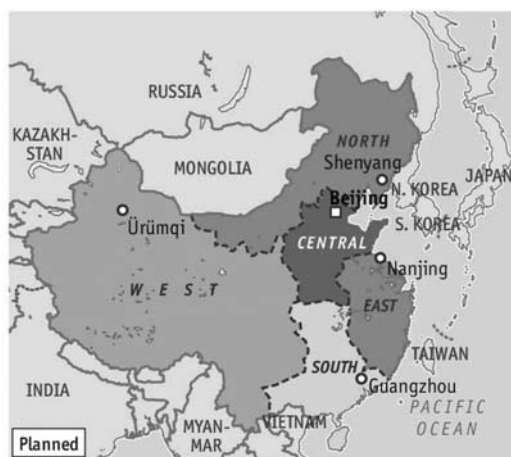 RUSSIA
KAZAKH-
STAN
NORTH
MONGOLIA
Shenyang
JAPAN
Beijing
N. KOREA
Ürümqi
S. KOREA
CENTRAL
Nanjing
WEST
EAST
TAIWAN
SOUTH
INDIA
Guangzhou
VIETNAM
PACIFIC
OCEAN
MYAN-
MAR
Planned